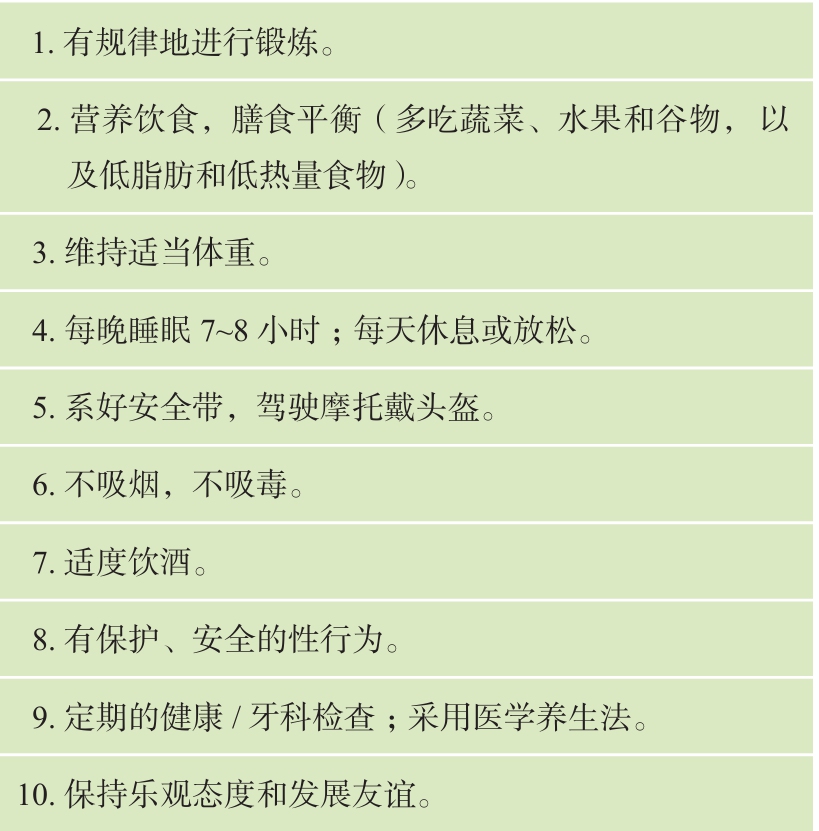 1. 有规律地进行锻炼。
2. 营养饮食，膳食平衡（多吃蔬菜、水果和谷物，以
及低脂肪和低热量食物）。
3. 维持适当体重。
4. 每晚睡眠 7~8 小时；每天休息或放松。
5. 系好安全带，驾驶摩托戴头盔。
6. 不吸烟，不吸毒。
7. 适度饮酒。
8. 有保护、安全的性行为。
9. 定期的健康 / 牙科检查；采用医学养生法。
10. 保持乐观态度和发展友谊。